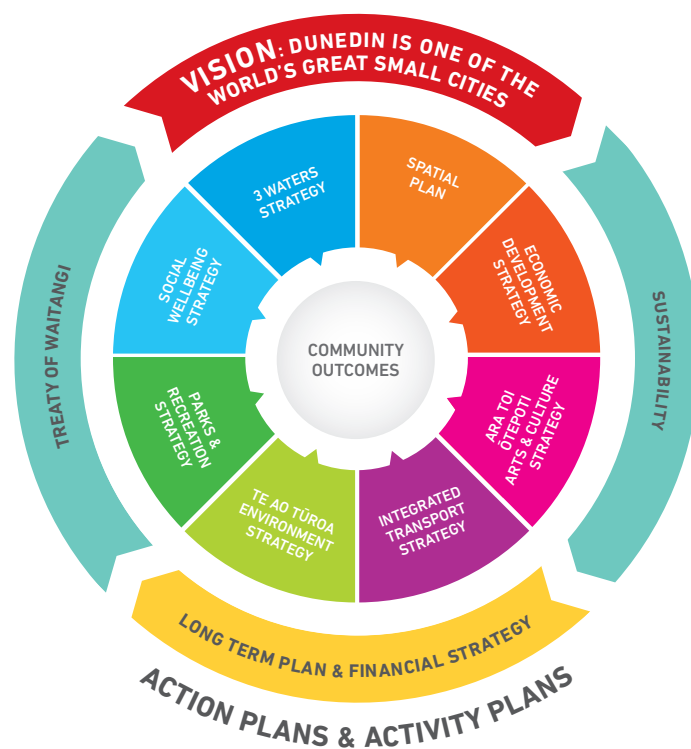 VISION: DUNEDIN IS ONE OF THE
WORLD'S GREAT SMALL CITIES
SPATIAL
PLAN
ECONOMIC
DEVELOPMENT
STRATEGY
ARA TOI
ŌTEPOTI
ARTS & CULTURE
STRATEGY
INTEGRATED
TRANSPORT
STRATEGY
TE AO TŪROA
ENVIRONMENT
STRATEGY
PARKS &
RECREATION
STRATEGY
SOCIAL
WELLBEING
STRATEGY
3 WATERS
STRATEGY
COMMUNITY
OUTCOMES
TREATY OF WAITANGI
SUSTAINABILITY
LONG TERM PLAN & FINANCIAL STRATEGY
ACTION PLANS & ACTIVITY PLANS